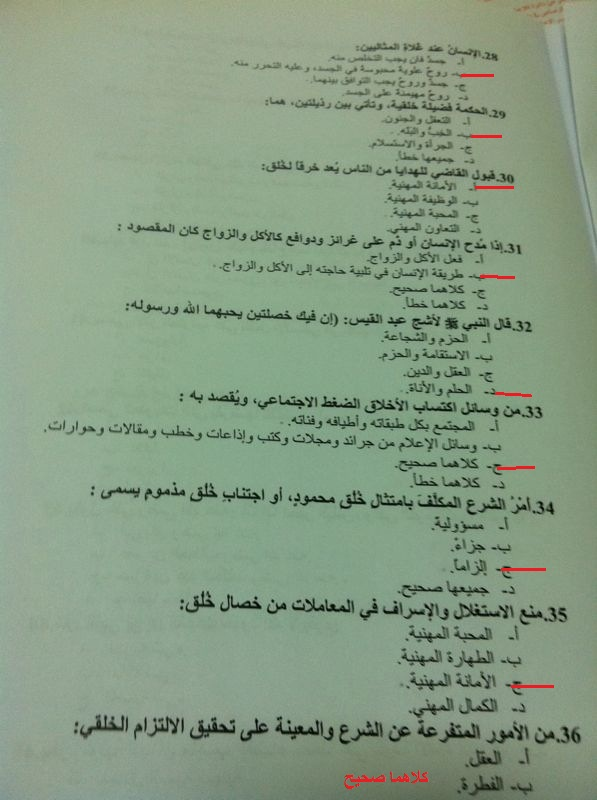 28.الإنسان عند غلاة المثاليين:
أ- جسدٌ فانٍ يجب التخلص منه.
ب- روحٌ علوية محبوسة في الجسد، وعليه التحرر منه.
ج- جسدٌ وروحٌ يجب التوافق بينهما.
د- روحٌ مهيمنة على الجسد.
29.الحكمة فضيلة خلقية، وتأتي بين رذيلتين، هما:
أ- التعقل والجنون.
ب- الخبُّ والبله.
ج- الجرأة والاستسلام.
د- جميعها خطأ.
30.قبول القاضي للهدايا من الناس يُعد خرقاً لخُلق:
أ- الأمانة المهنية.
ب- الوظيفة المهنية.
ج- المحبة المهنية.
د- التعاون المهني.
31.إذا مُدح الإنسان أو ذُم على غرائز ودوافع كالأكل والزواج كان المقصود :
أ- فعل الأكل والزواج.
ب- طريقة الإنسان في تلبية حاجته إلى الأكل والزواج.
ج- كلاهما صحيح.
د- كلاهما خطأ.
32.قال النبي ﷺ لأشج عبد القيس: (إن فيك خصلتين يحبهما الله ورسوله:
أ- الحزم والشجاعة.
ب- الاستقامة والحزم.
ج- العقل والدين.
د- الحلم والأناة.
33.من وسائل اكتساب الأخلاق الضغط الاجتماعي، ويُقصد به :
أ- المجتمع بكل طبقاته وأطيافه وفئاته.
ب- وسائل الإعلام من جرائد ومجلات وكتب وإذاعات وخطب ومقالات وحوارات.
ج- كلاهما صحيح.
د- كلاهما خطأ.
34.أمْرُ الشرع المكلَّفَ بامتثال خُلُق محمودٍ، أو اجتنابِ خُلُق مذموم يسمى :
أ- مسؤولية.
ب- جزاءً.
ج- إلزاماً.
د- جميعها صحيح.
35.منع الاستغلال والإسراف في المعاملات من خصال خُلُق:
أ- المحبة المهنية.
ب- الطهارة المهنية.
ج- الأمانة المهنية.
د- الكمال المهني.
36.من الأمور المتفرعة عن الشرع والمعينة على تحقيق الالتزام الخلقي:
أ- العقل.
ب- الفطرة.
كلاهما صحيح